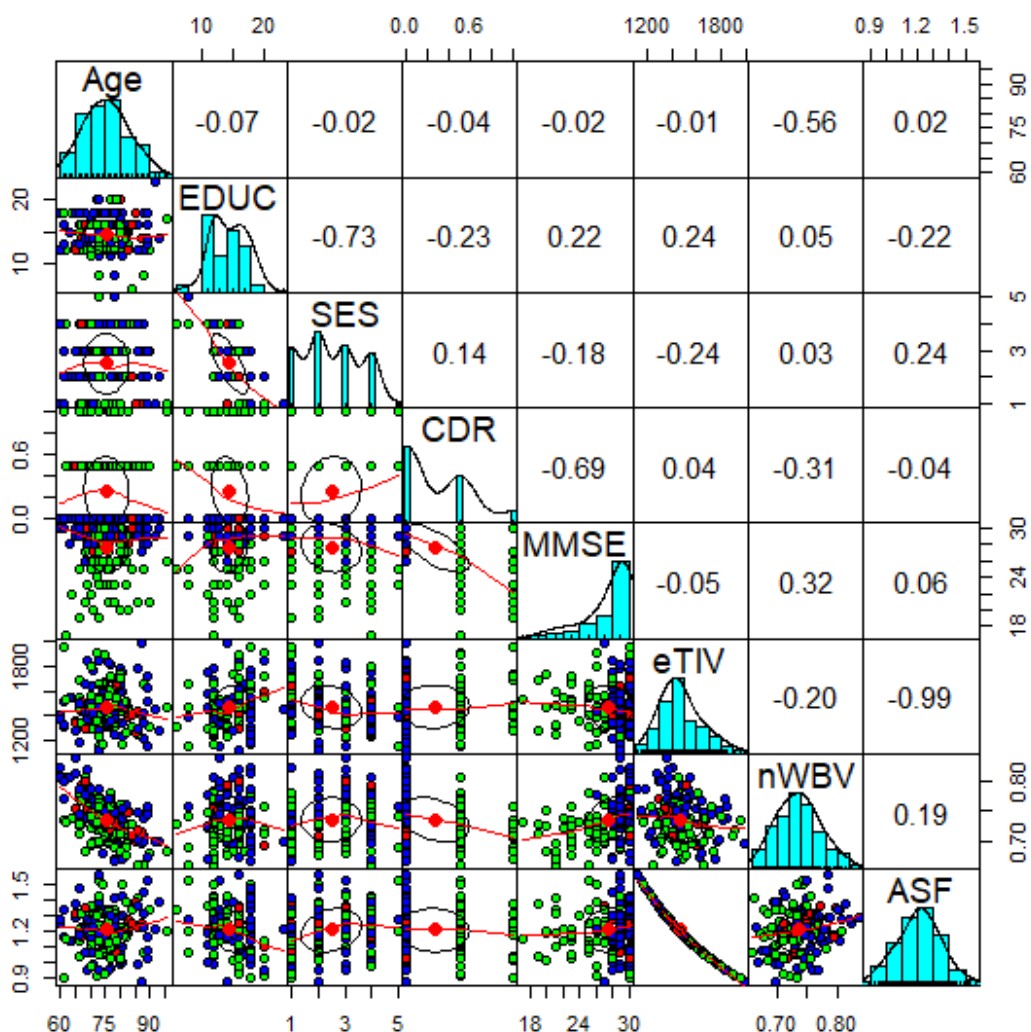 10 20 0.0 0.6 1200 1800 0.9 1.2 1.5
Age -0.07 -0.02 -0.04 -0.02 -0.01 -0.56 0.02 60 75 90
10 20 EDUC -0.73 -0.23 0.22 0.24 0.05 -0.22
SES 0.14 -0.18 -0.24 0.03 0.24 1 3 5
0.0 0.6 CDR -0.69 0.04 -0.31 -0.04
MMSE -0.05 0.32 0.06 18 24 30
1200 1800 eTIV -0.20 -0.99
nWBV 0.19 0.70 0.80
0.9 1.2 1.5 ASF
60 75 90 1 3 5 18 24 30 0.70 0.80